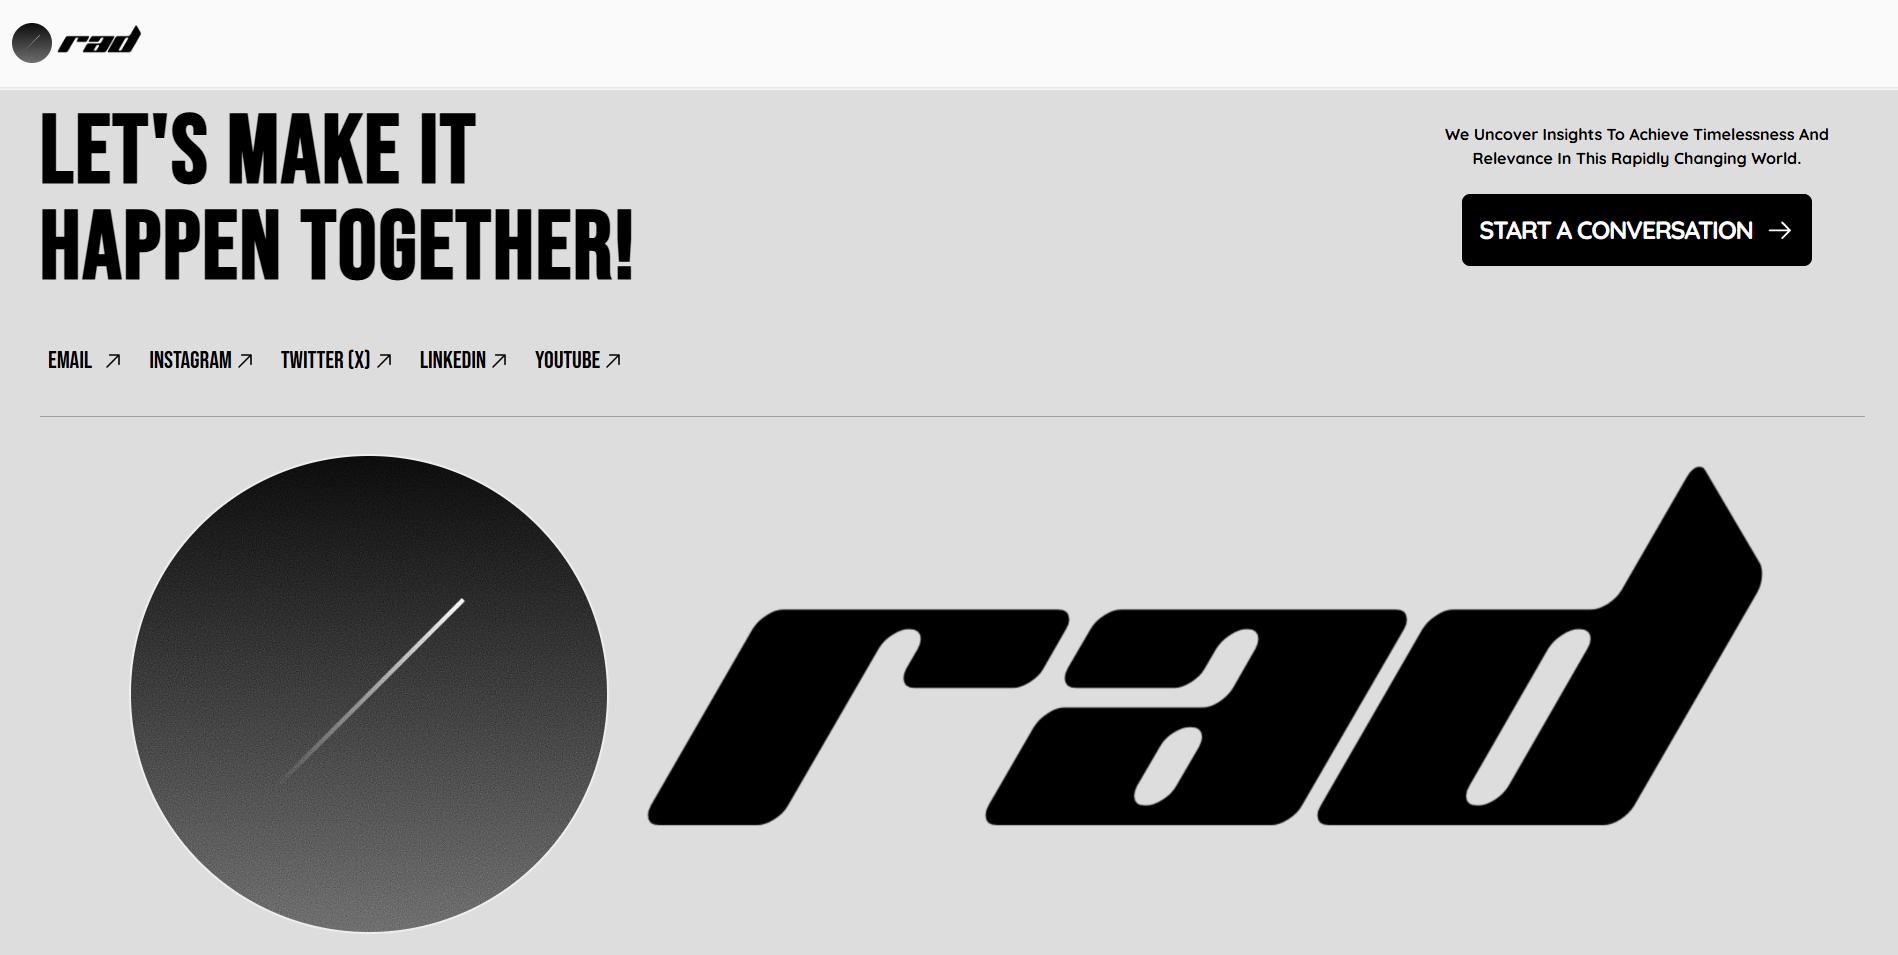 rad
LET'S MAKE IT
HAPPEN TOGETHER!
We Uncover Insights To Achieve Timelessness And
Relevance In This Rapidly Changing World.
START A CONVERSATION →
EMAIL ↗ INSTAGRAM ↗ TWITTER (X) ↗ LINKEDIN ↗ YOUTUBE ↗
rad